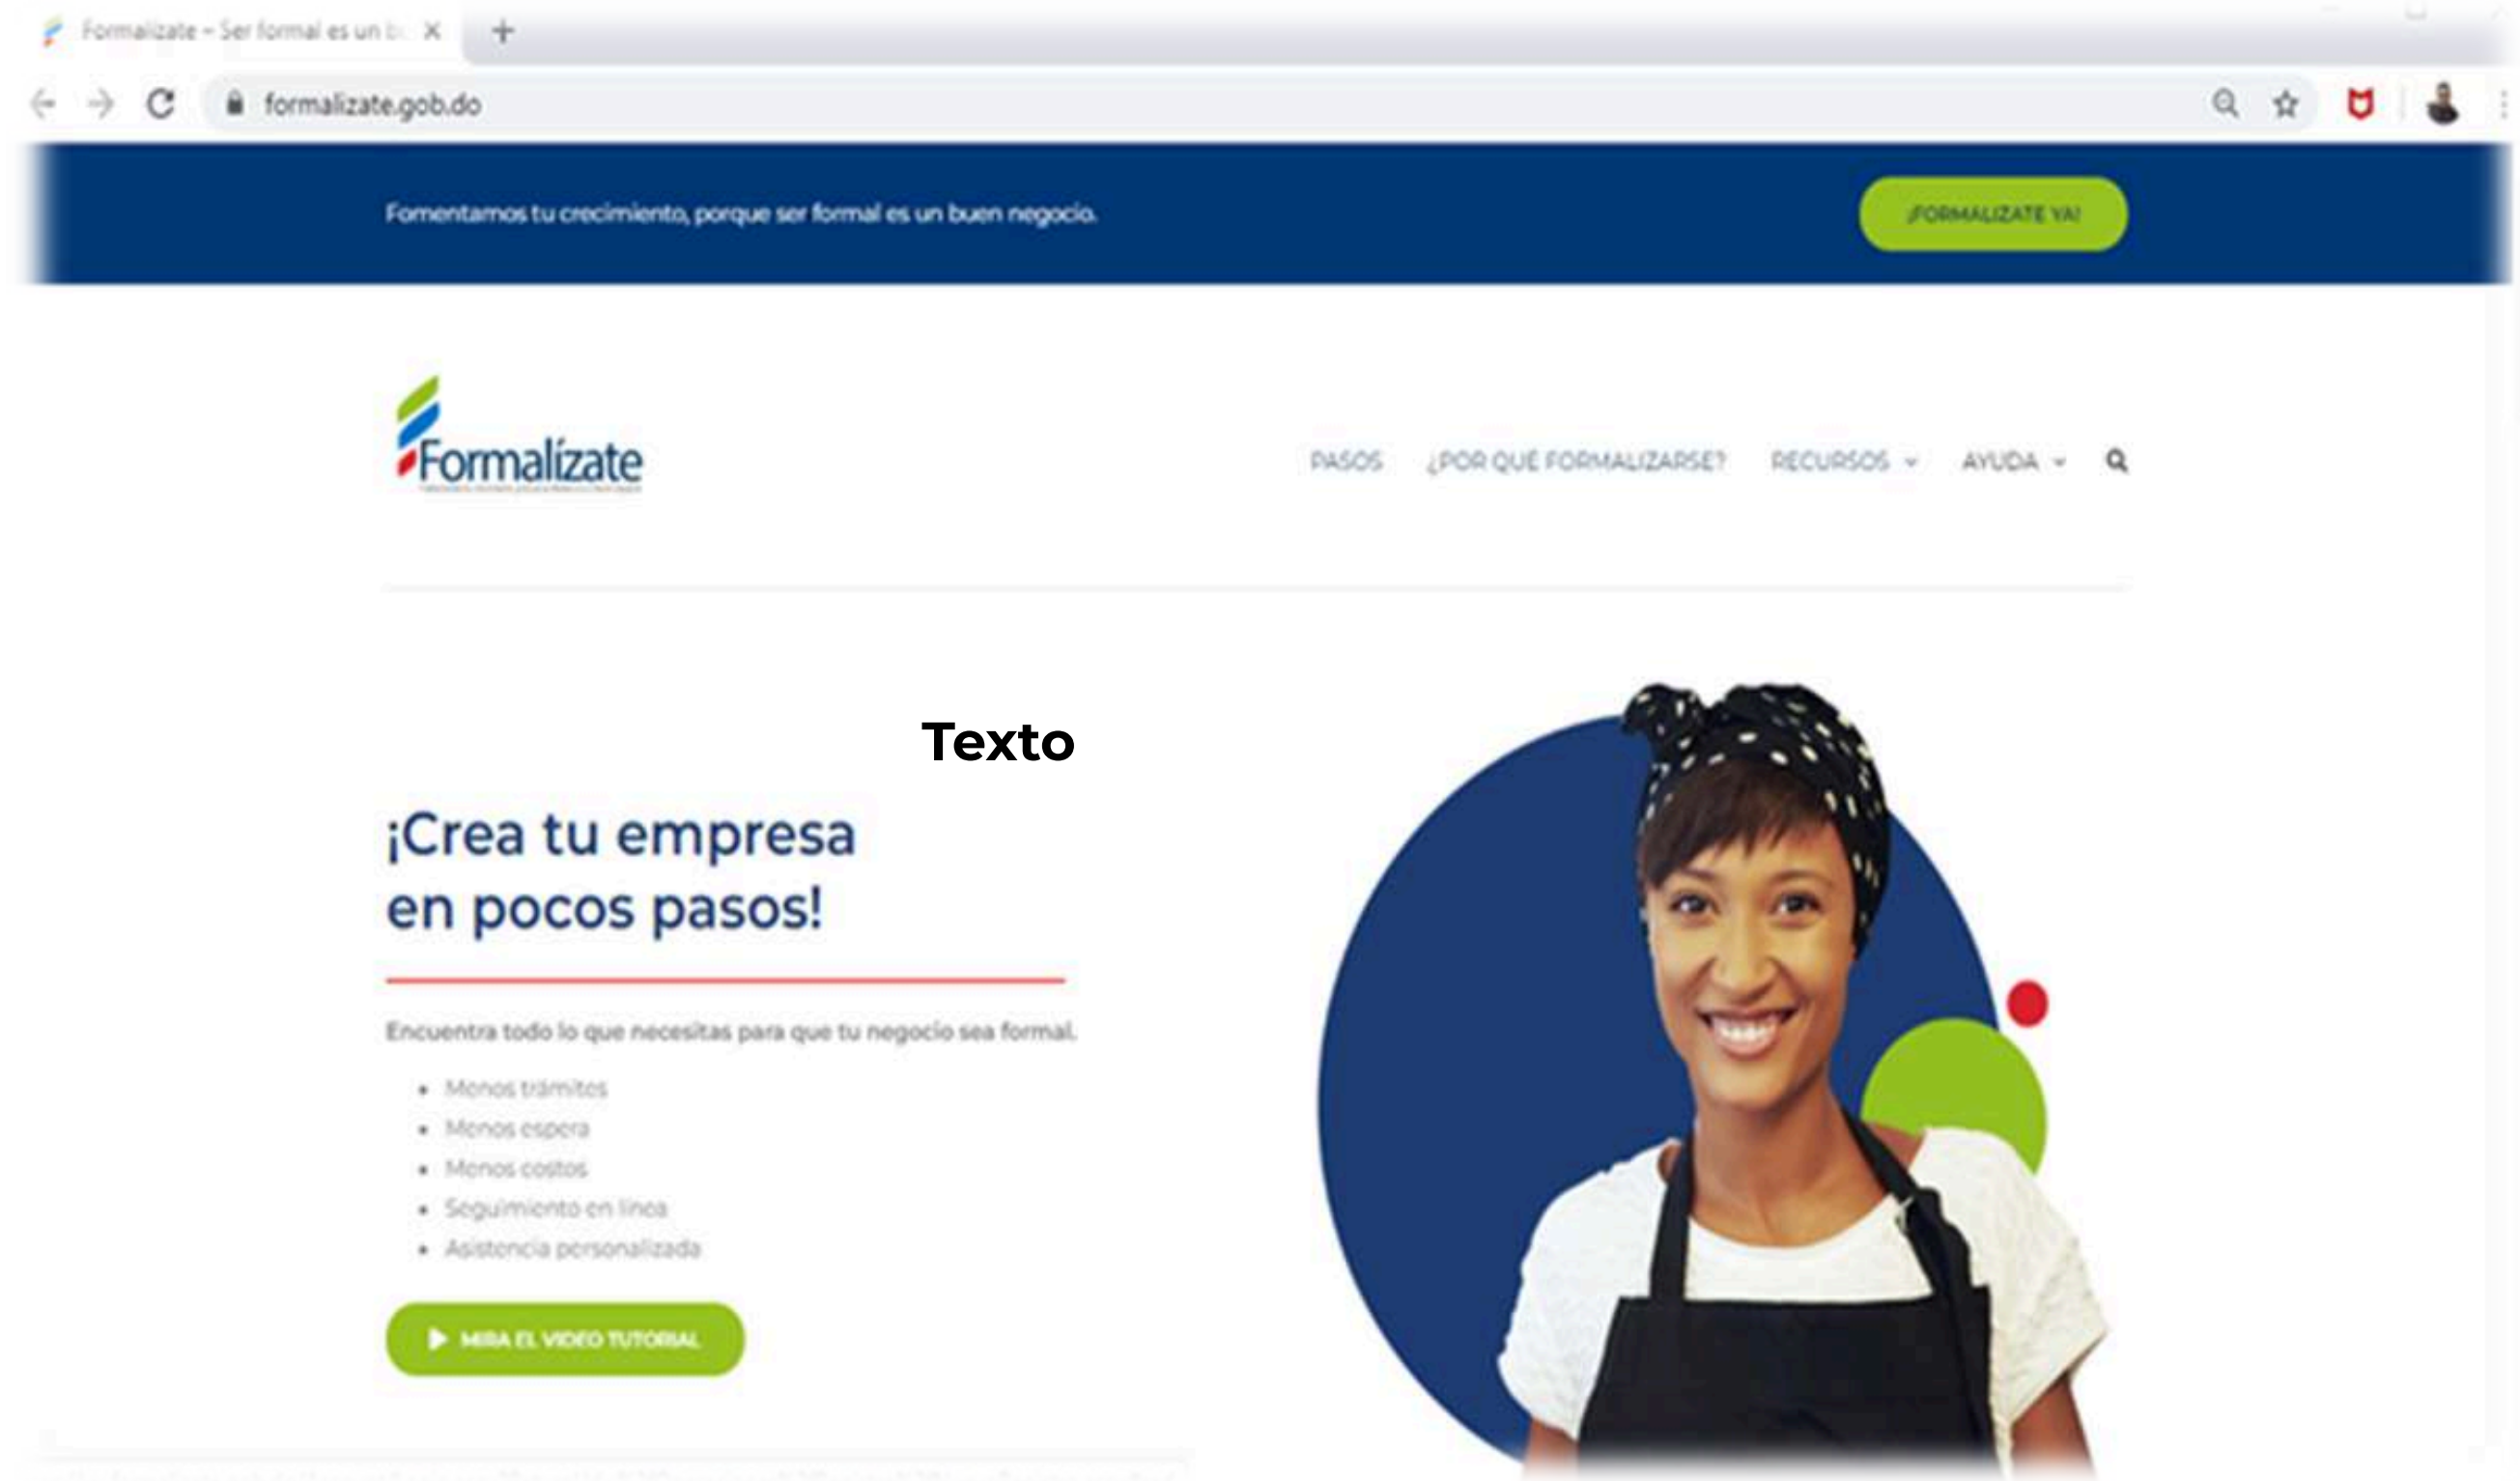 Formalizate – Ser formal es un b
formalizate.gob.do
Fomentamos tu crecimiento, porque ser formal es un buen negocio.
¡FORMALIZATE YA!
Formalízate
PASOS ¿POR QUÉ FORMALIZARSE? RECURSOS AYUDA
Texto
¡Crea tu empresa
en pocos pasos!
Encuentra todo lo que necesitas para que tu negocio sea formal.
• Menos trámites
• Menos espera
• Menos costos
• Seguimiento en línea
• Asistencia personalizada
MIRA EL VIDEO TUTORIAL